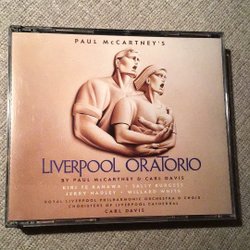 PAUL McCARTNEY'S
LIVERPOOL ORATORIO
BY PAUL McCARTNEY & CARL DAVIS
KIRI TE KANAWA • SALLY BURGESS
JERRY HADLEY • WILLARD WHITE
ROYAL LIVERPOOL PHILHARMONIC ORCHESTRA & CHOIR
CHORISTERS OF LIVERPOOL CATHEDRAL
CARL DAVIS